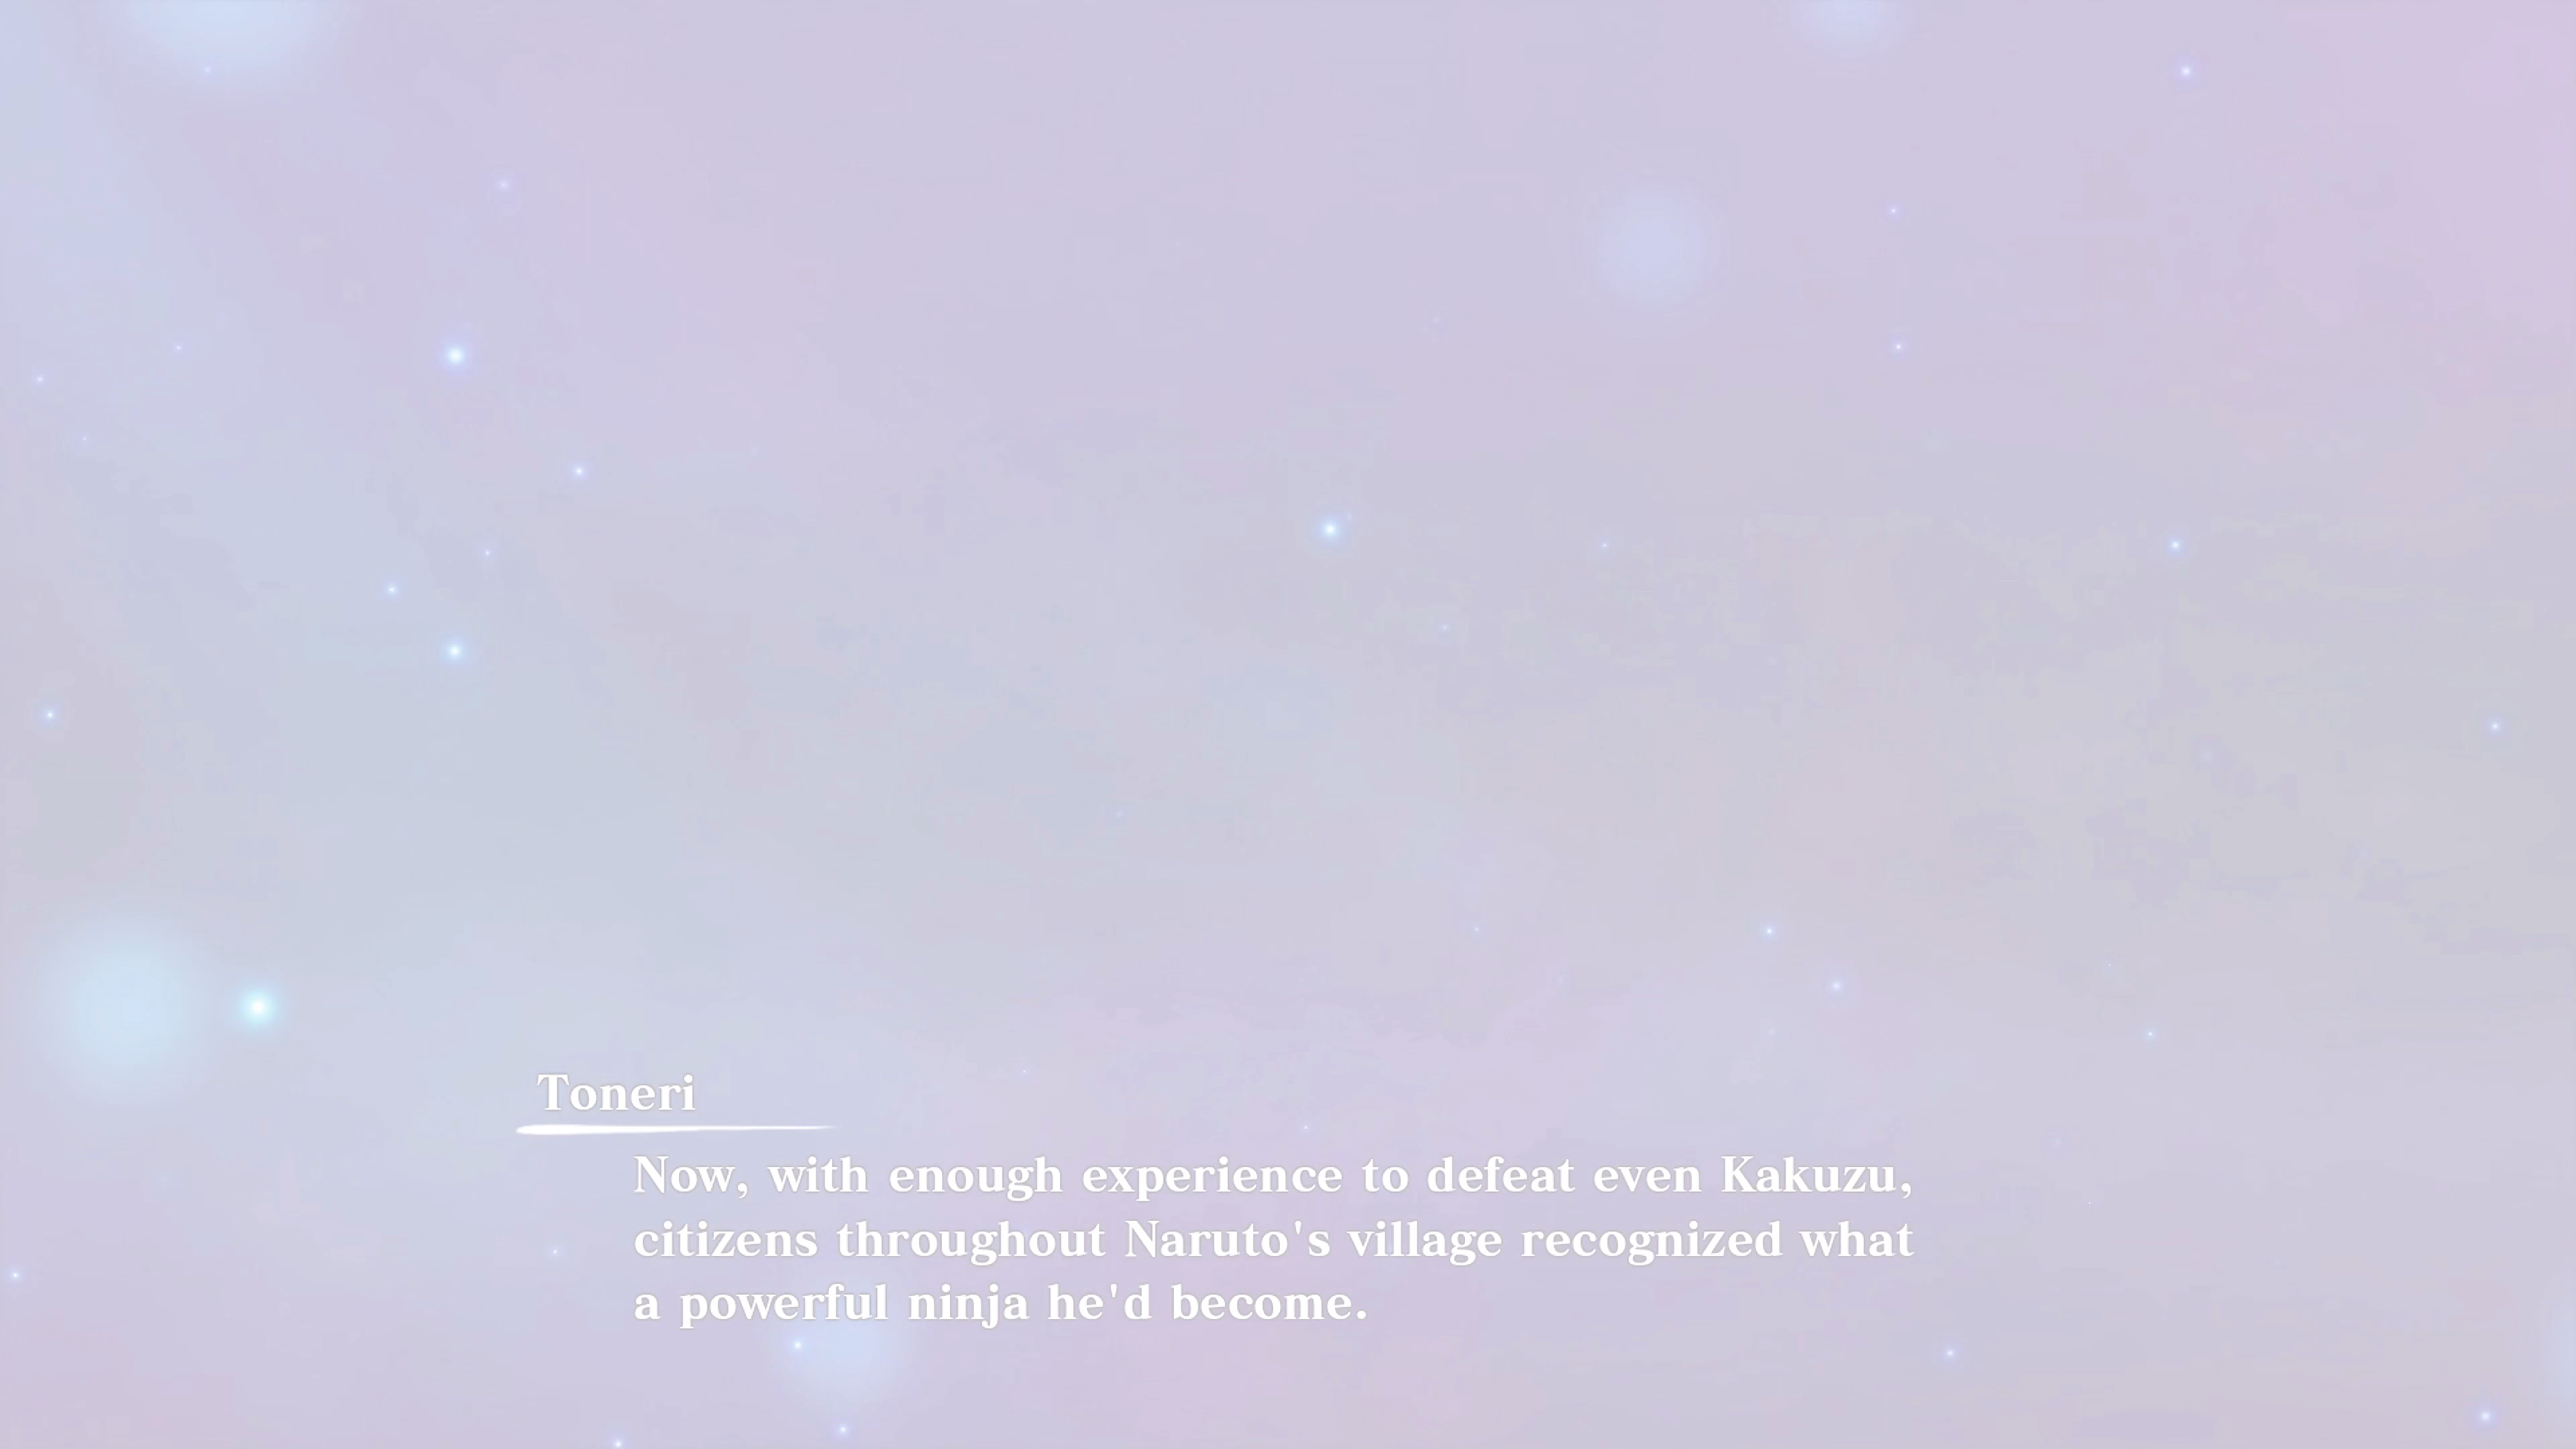 Toneri
Now, with enough experience to defeat even Kakuzu,
citizens throughout Naruto's village recognized what
a powerful ninja he'd become.